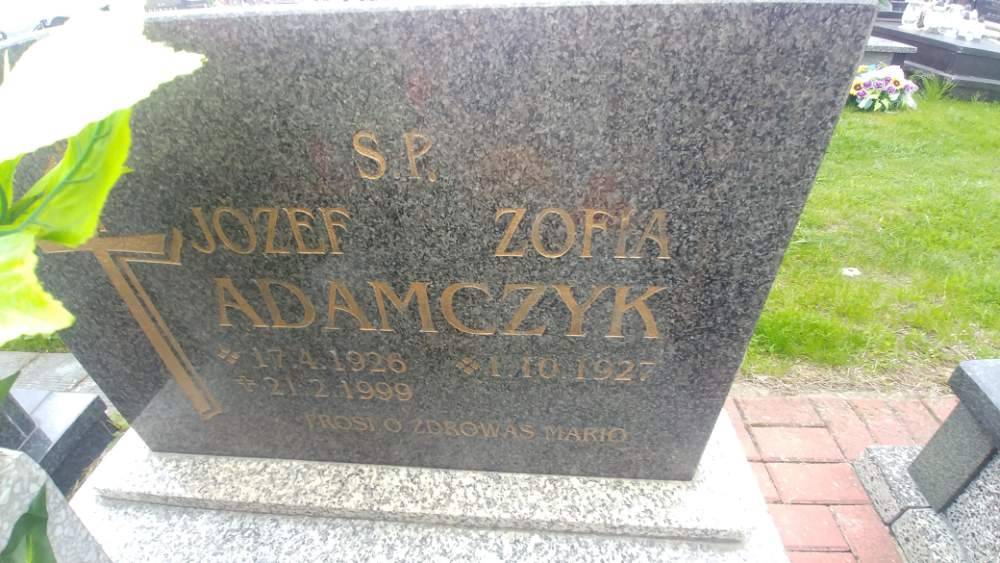 Ś.P.
JÓZEF ZOFIA
ADAMCZYK
17.4.1926 1.10.1927
21.2.1999
PROSI O ZDROWAŚ MARIO